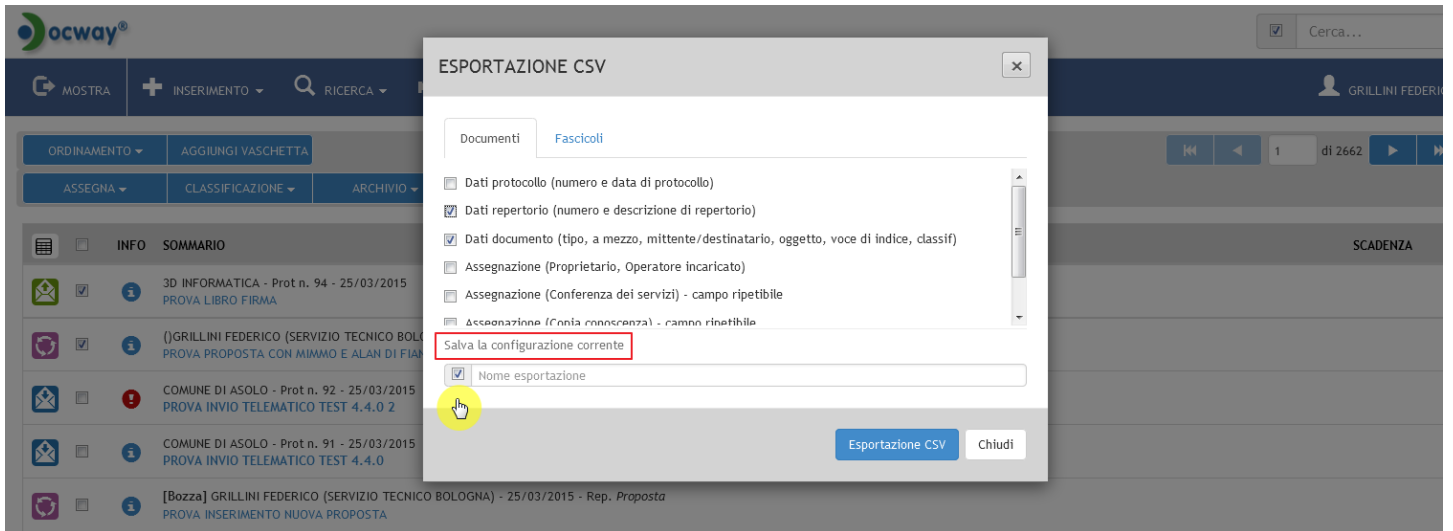 Docway®
Cerca...
MOSTRA
INSERIMENTO
RICERCA
GRILLINI FEDERIC
ORDINAMENTO
AGGIUNGI VASCHETTA
1 di 2662
ASSEGNA
CLASSIFICAZIONE
ARCHIVIO
INFO SOMMARIO SCADENZA
3D INFORMATICA - Prot n. 94 - 25/03/2015
PROVA LIBRO FIRMA
()GRILLINI FEDERICO (SERVIZIO TECNICO BOLO
PROVA PROPOSTA CON MIMMO E ALAN DI FIAN
COMUNE DI ASOLO - Prot n. 92 - 25/03/2015
PROVA INVIO TELEMATICO TEST 4.4.0 2
COMUNE DI ASOLO - Prot n. 91 - 25/03/2015
PROVA INVIO TELEMATICO TEST 4.4.0
[Bozza] GRILLINI FEDERICO (SERVIZIO TECNICO BOLOGNA) - 25/03/2015 - Rep. Proposta
PROVA INSERIMENTO NUOVA PROPOSTA
ESPORTAZIONE CSV
×
Documenti
Fascicoli
Dati protocollo (numero e data di protocollo)
Dati repertorio (numero e descrizione di repertorio)
Dati documento (tipo, a mezzo, mittente/destinatario, oggetto, voce di indice, classif)
Assegnazione (Proprietario, Operatore incaricato)
Assegnazione (Conferenza dei servizi) - campo ripetibile
Assegnazione (Copia conoscenza) - campo ripetibile
Salva la configurazione corrente
Nome esportazione
Esportazione CSV
Chiudi